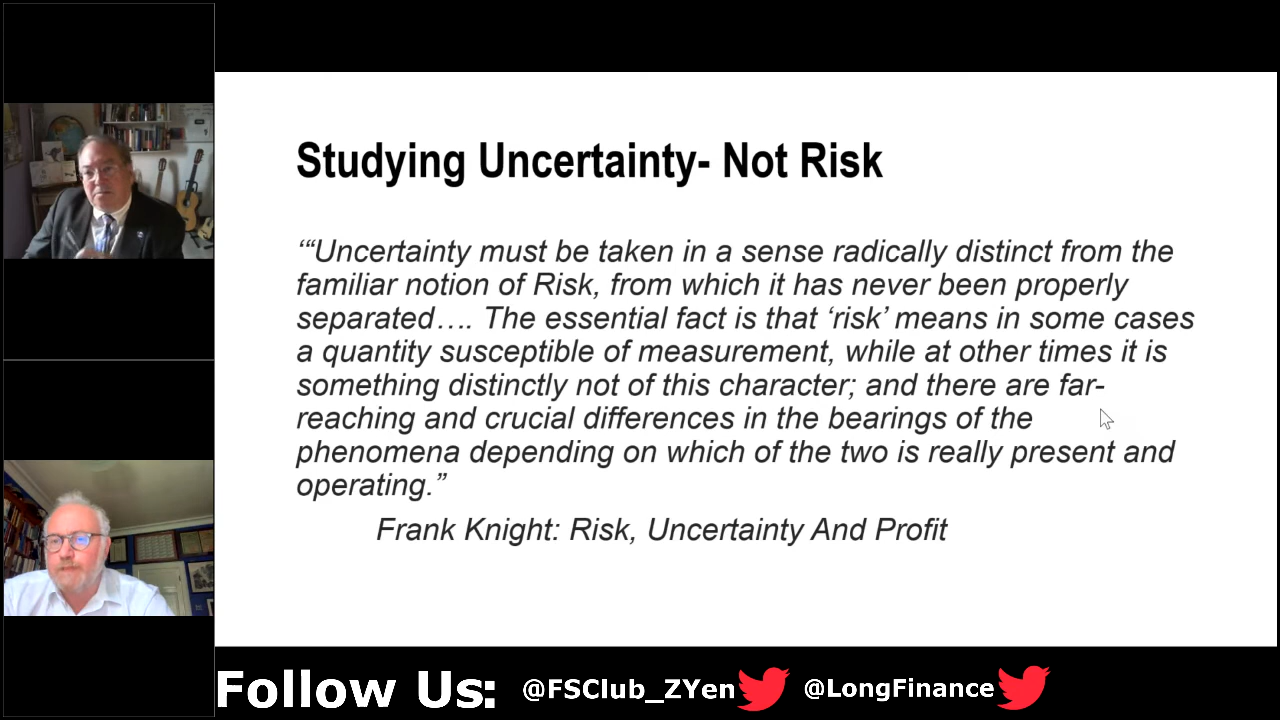 Studying Uncertainty- Not Risk
‘“Uncertainty must be taken in a sense radically distinct from the
familiar notion of Risk, from which it has never been properly
separated…. The essential fact is that ‘risk’ means in some cases
a quantity susceptible of measurement, while at other times it is
something distinctly not of this character; and there are far-
reaching and crucial differences in the bearings of the
phenomena depending on which of the two is really present and
operating.”
Frank Knight: Risk, Uncertainty And Profit
Follow Us: @FSClub_ZYen @LongFinance